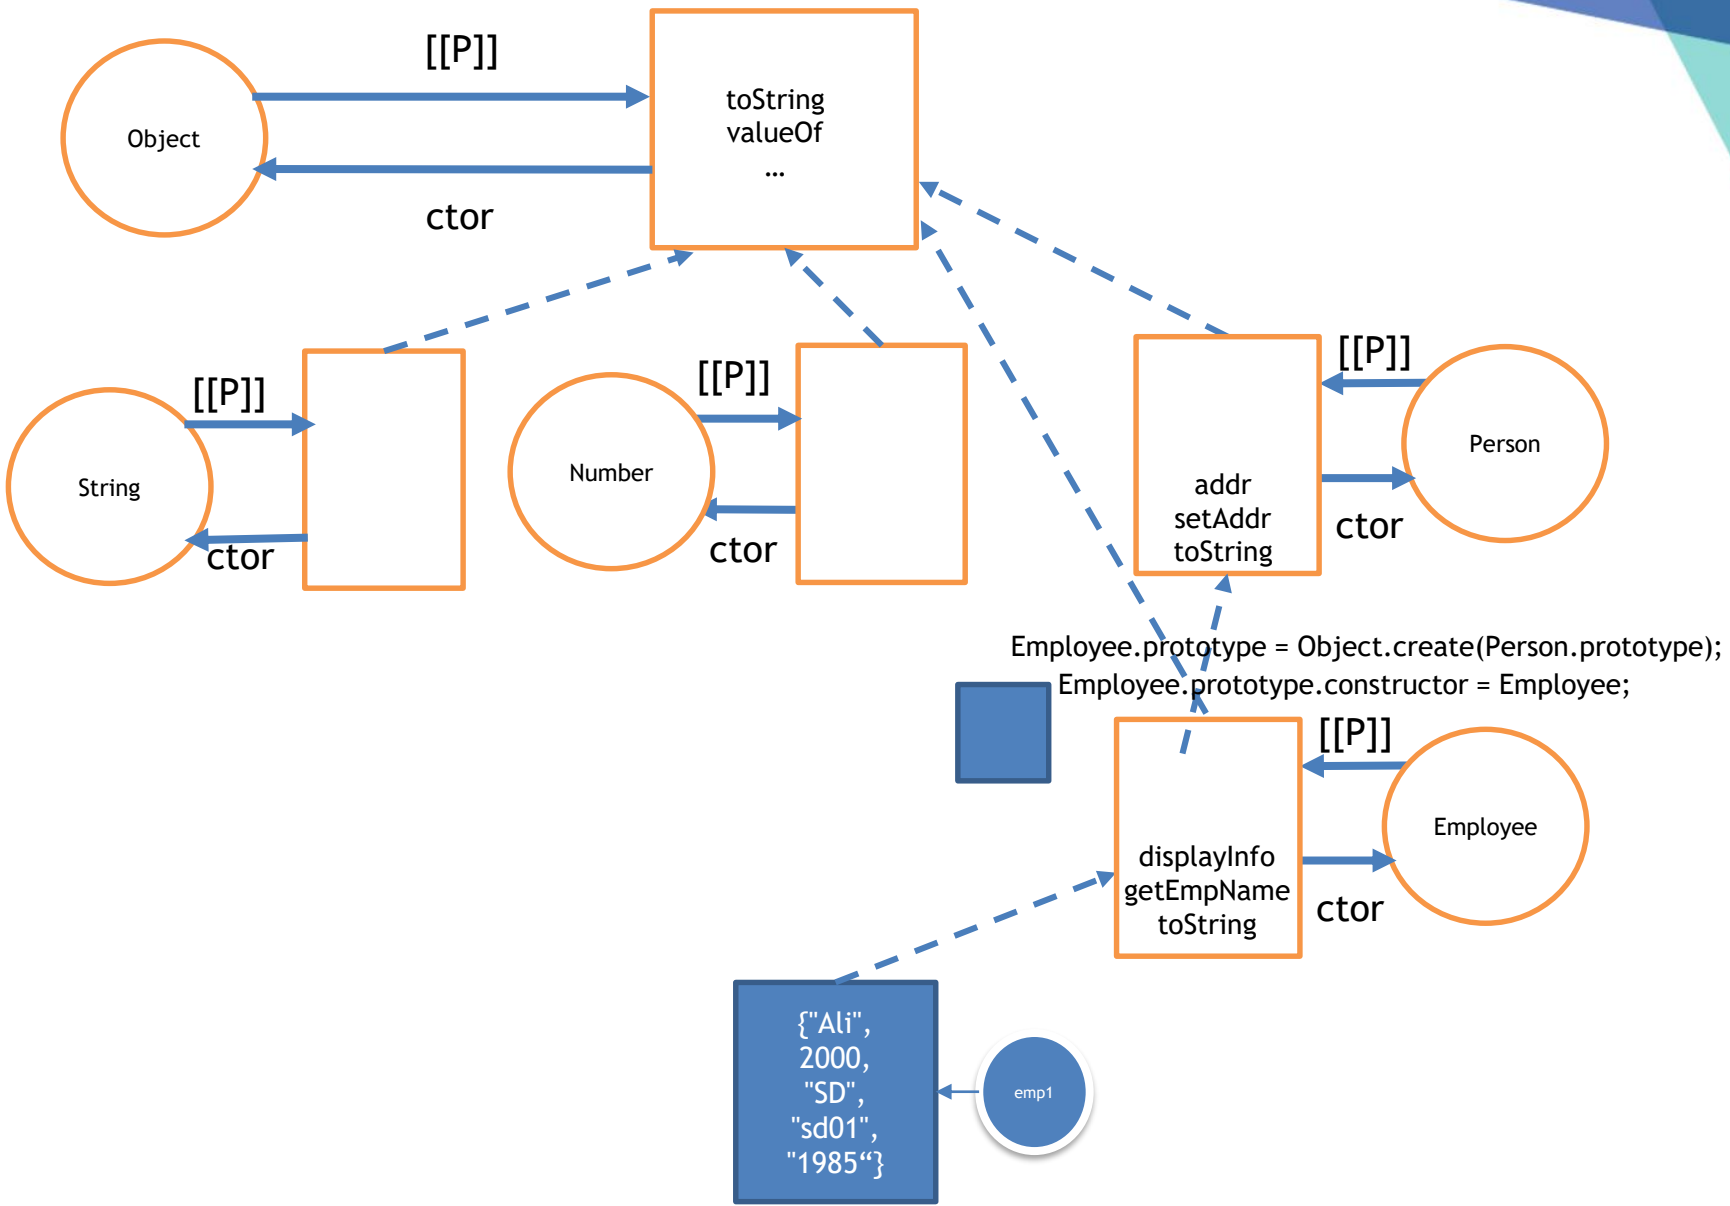 [[P]]
Object
toString
valueOf
...
ctor
[[P]]
String
ctor
[[P]]
Number
ctor
[[P]]
Person
addr
setAddr
toString
ctor
Employee.prototype = Object.create(Person.prototype);
Employee.prototype.constructor = Employee;
[[P]]
Employee
displayInfo
getEmpName
toString
ctor
{"Ali",
2000,
"SD",
"sd01",
"1985“}
emp1